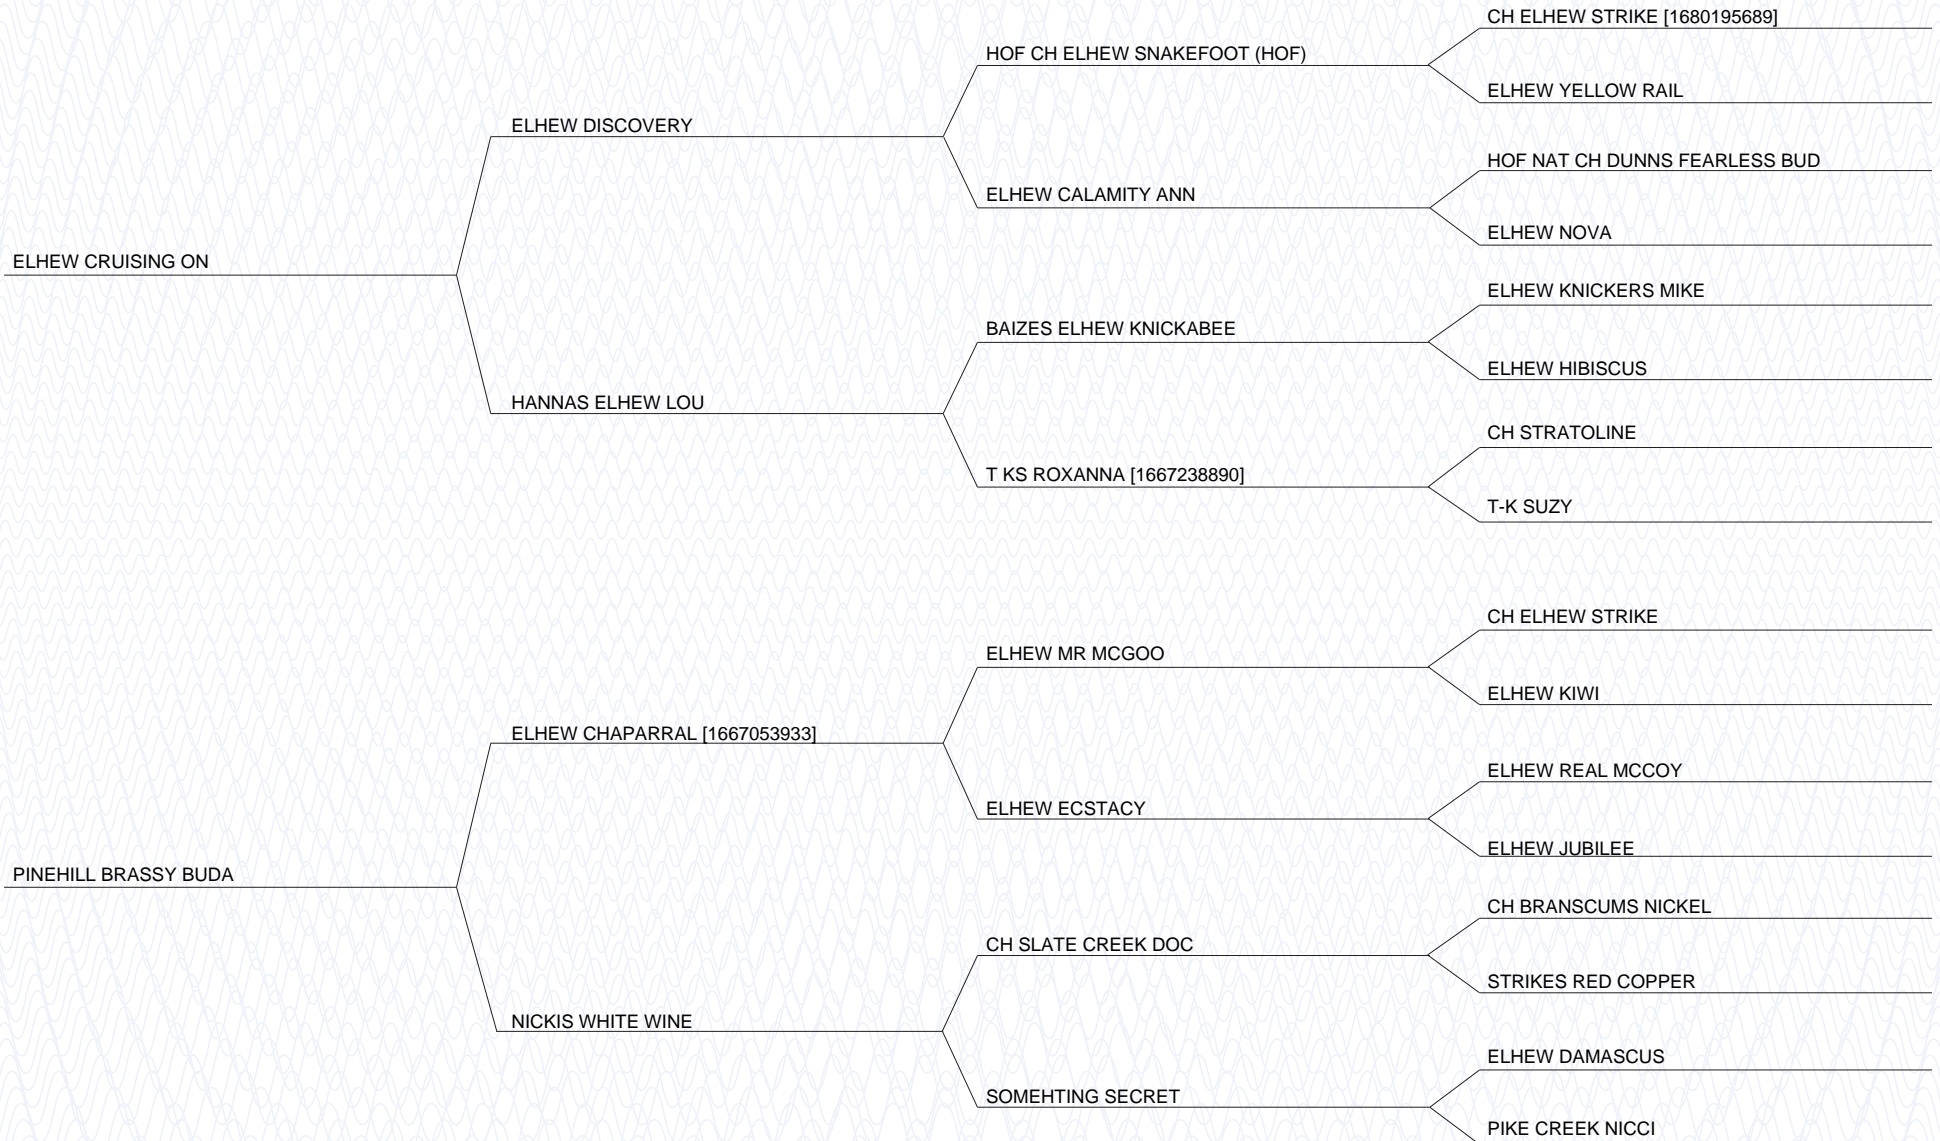 CH ELHEW STRIKE [1680195689]
HOF CH ELHEW SNAKEFOOT (HOF)
ELHEW YELLOW RAIL
ELHEW DISCOVERY
HOF NAT CH DUNNS FEARLESS BUD
ELHEW CALAMITY ANN
ELHEW NOVA
ELHEW CRUISING ON
ELHEW KNICKERS MIKE
BAIZES ELHEW KNICKABEE
ELHEW HIBISCUS
HANNAS ELHEW LOU
CH STRATOLINE
T KS ROXANNA [1667238890]
T-K SUZY
CH ELHEW STRIKE
ELHEW MR MCGOO
ELHEW KIWI
ELHEW CHAPARRAL [1667053933]
ELHEW REAL MCCOY
ELHEW ECSTACY
ELHEW JUBILEE
PINEHILL BRASSY BUDA
CH BRANSCUMS NICKEL
CH SLATE CREEK DOC
STRIKES RED COPPER
NICKIS WHITE WINE
ELHEW DAMASCUS
SOMEHTING SECRET
PIKE CREEK NICCI